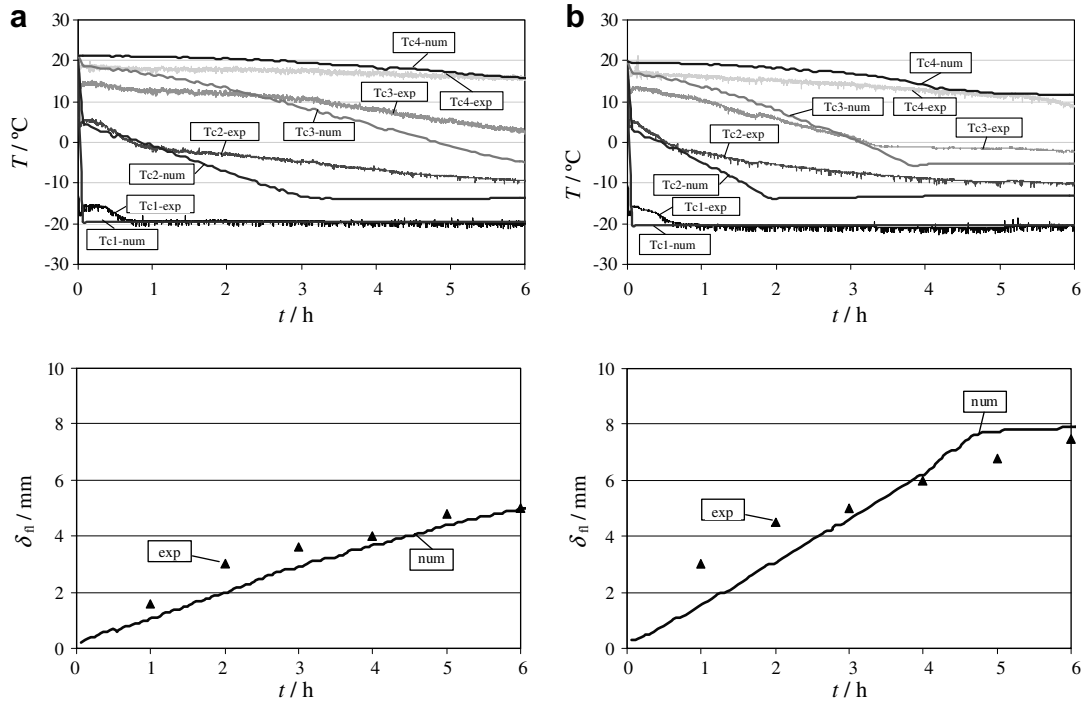 a
30
20
10
0
-10
-20
-30
T / ºC
Tc4-num
Tc3-exp
Tc4-exp
Tc2-exp
Tc3-num
Tc2-num
Tc1-exp
Tc1-num
0 1 2 3 4 5 6
t / h
b
30
20
10
0
-10
-20
-30
T / ºC
Tc4-num
Tc3-num
Tc4-exp
Tc2-exp
Tc3-exp
Tc2-num
Tc1-exp
Tc1-num
0 1 2 3 4 5 6
t / h
10
8
6
4
2
0
δfl / mm
exp
num
0 1 2 3 4 5 6
t / h
10
8
6
4
2
0
δfl / mm
num
exp
0 1 2 3 4 5 6
t / h